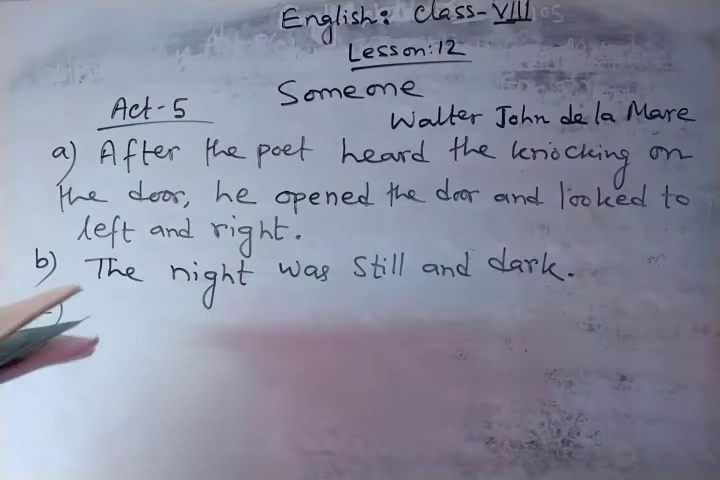 English: Class-VIII
Lesson:12
Someone
Act-5
Walter John de la Mare
a) After the poet heard the knocking on
the door, he opened the door and looked to
left and right.
b) The night was still and dark.